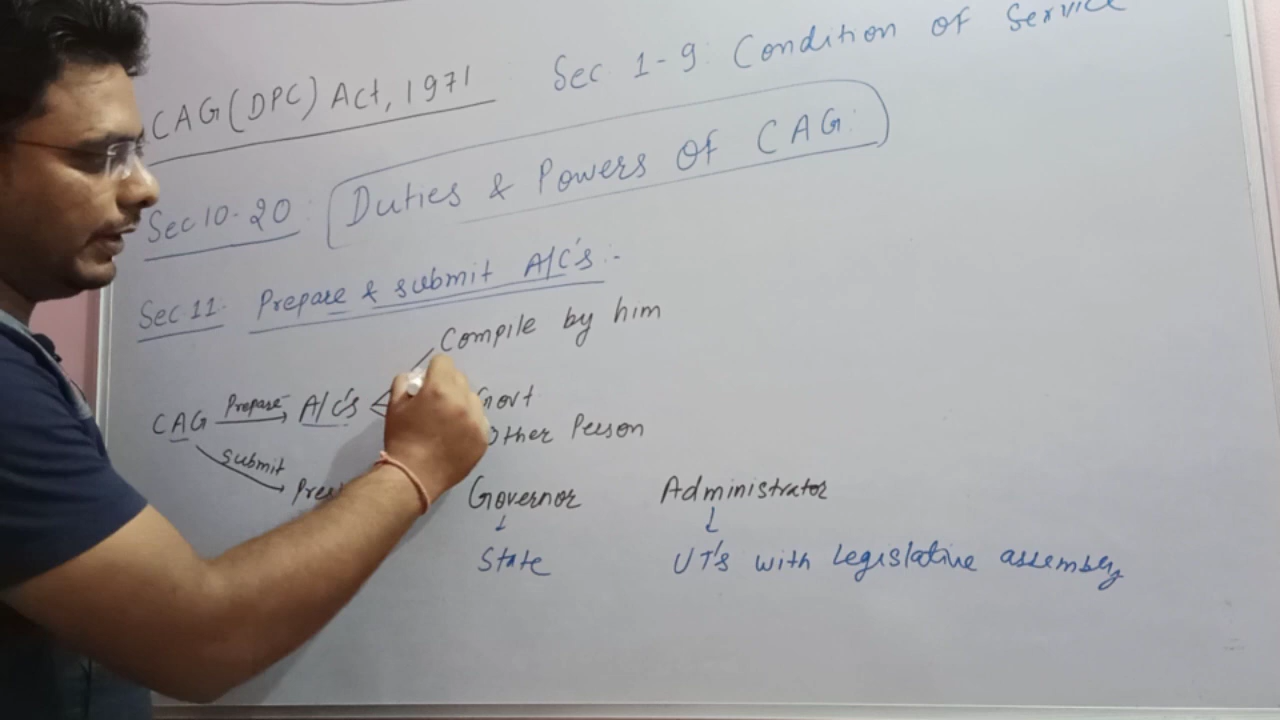 CAG (DPC) Act, 1971 Sec 1-9: Condition of Service
Sec 10-20: Duties & Powers Of CAG:
Sec 11. Prepare & submit A/C's:-
Compile by him
CAG Prepare A/C's
Govt
Other Person
submit
Governor Administrator
State UT's with Legislative assembly